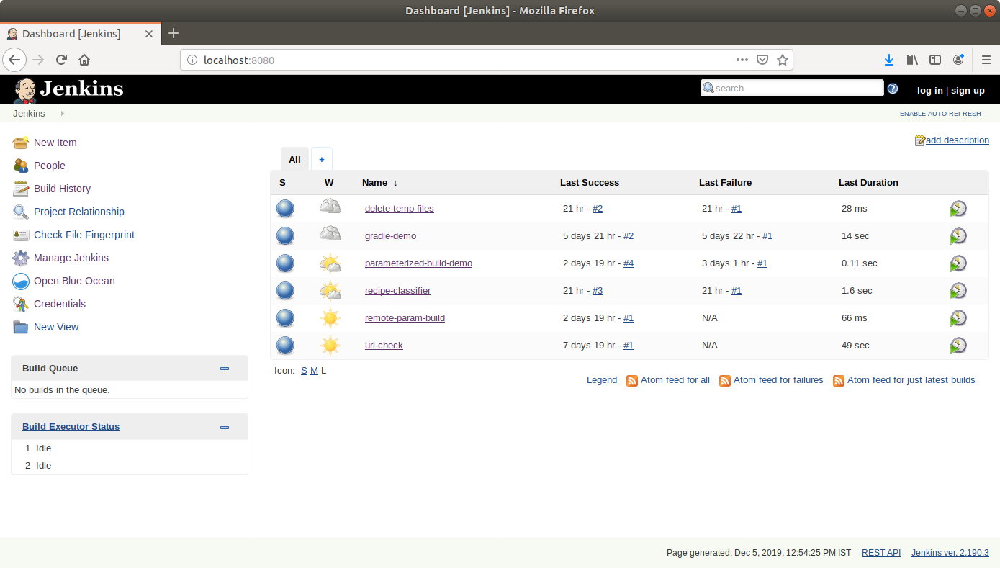 Dashboard [Jenkins] - Mozilla Firefox
Dashboard [Jenkins]
localhost:8080
Jenkins
search
log in | sign up
Jenkins
ENABLE AUTO REFRESH
New Item
People
Build History
Project Relationship
Check File Fingerprint
Manage Jenkins
Open Blue Ocean
Credentials
New View
Build Queue
No builds in the queue.
Build Executor Status
1 Idle
2 Idle
add description
All +
S W Name ↓ Last Success Last Failure Last Duration
delete-temp-files 21 hr - #2 21 hr - #1 28 ms
gradle-demo 5 days 21 hr - #2 5 days 22 hr - #1 14 sec
parameterized-build-demo 2 days 19 hr - #4 3 days 1 hr - #1 0.11 sec
recipe-classifier 21 hr - #3 21 hr - #1 1.6 sec
remote-param-build 2 days 19 hr - #1 N/A 66 ms
url-check 7 days 19 hr - #1 N/A 49 sec
Icon: S M L
Legend Atom feed for all Atom feed for failures Atom feed for just latest builds
Page generated: Dec 5, 2019, 12:54:25 PM IST REST API Jenkins ver. 2.190.3